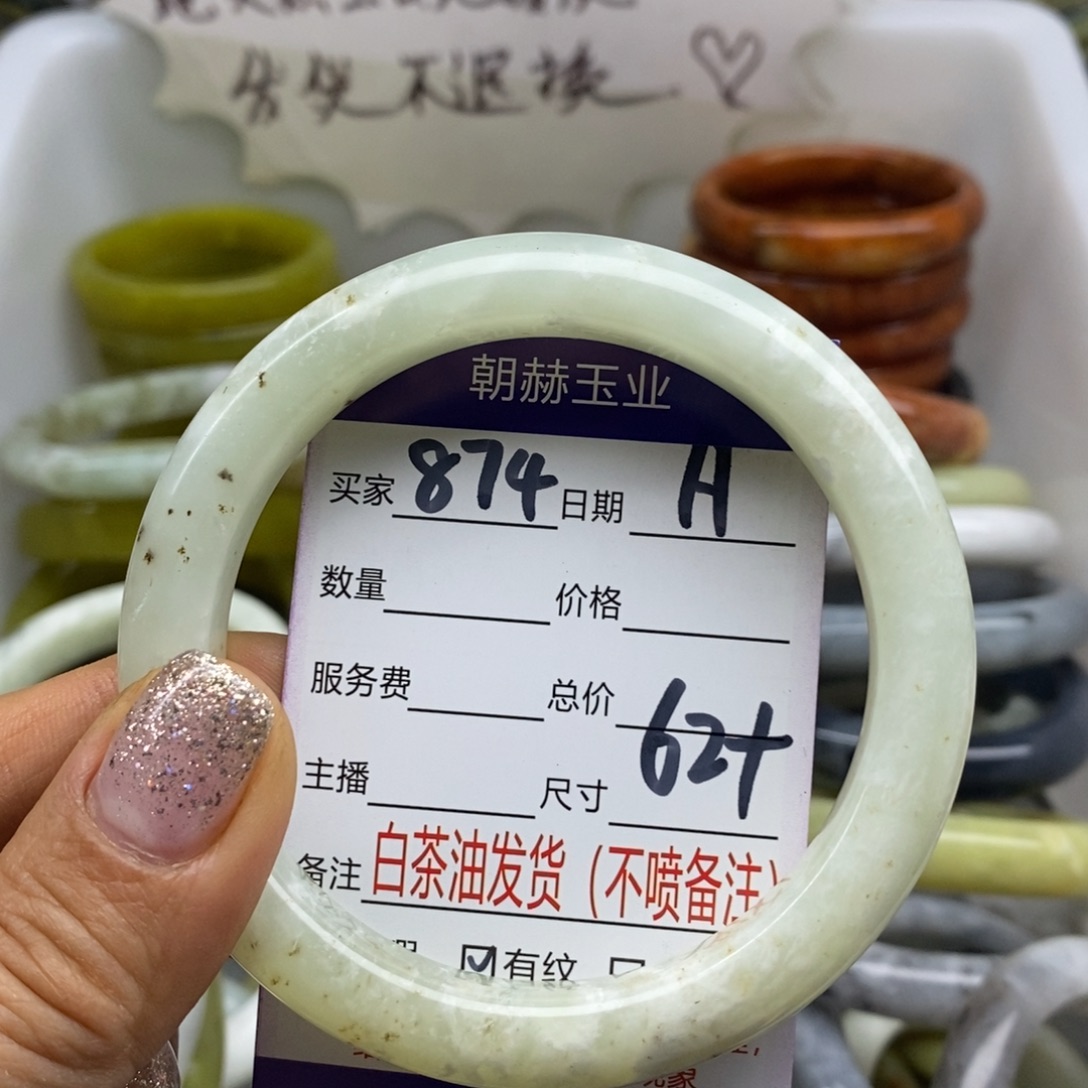 不退换
朝赫玉业
买家 874 日期 A
数量 价格
服务费 总价
主播 尺寸 62+
备注 白茶油发货（不喷备注）
☑有纹